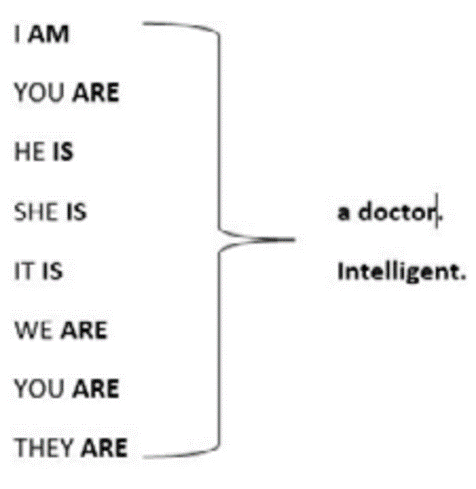 I AM
YOU ARE
HE IS
SHE IS
IT IS
WE ARE
YOU ARE
THEY ARE
a doctor.
Intelligent.